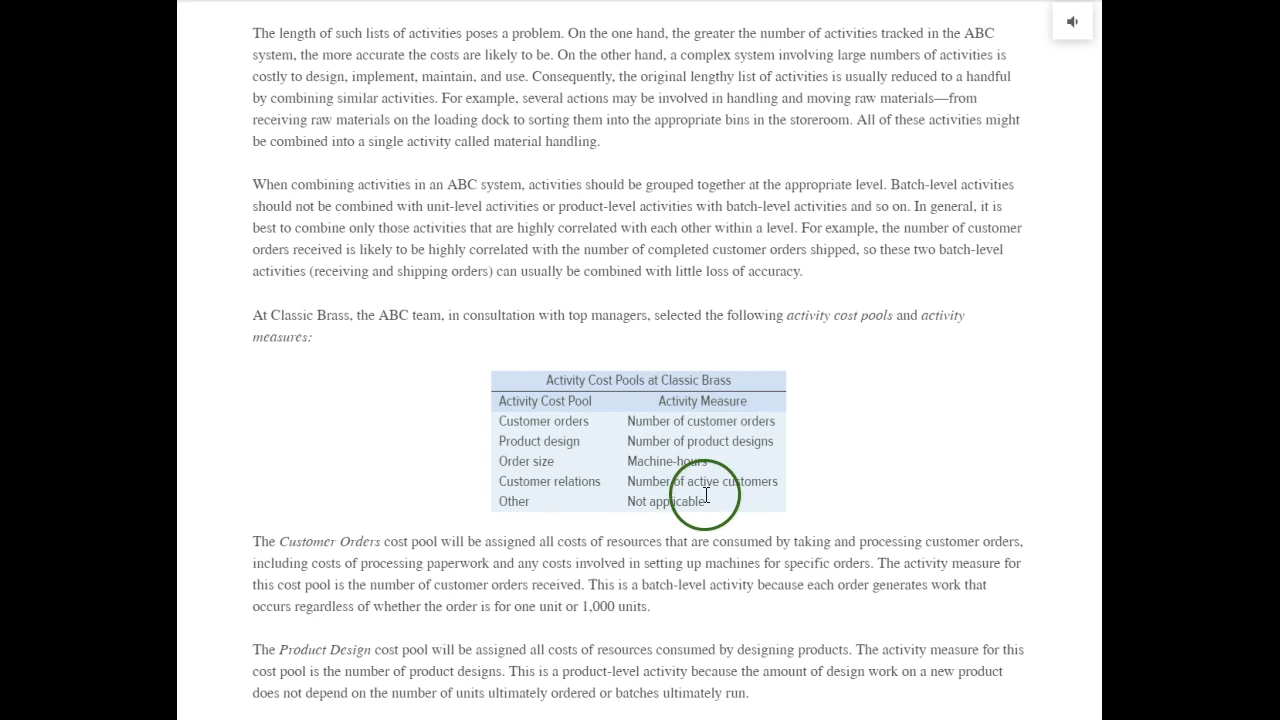 The length of such lists of activities poses a problem. On the one hand, the greater the number of activities tracked in the ABC
system, the more accurate the costs are likely to be. On the other hand, a complex system involving large numbers of activities is
costly to design, implement, maintain, and use. Consequently, the original lengthy list of activities is usually reduced to a handful
by combining similar activities. For example, several actions may be involved in handling and moving raw materials—from
receiving raw materials on the loading dock to sorting them into the appropriate bins in the storeroom. All of these activities might
be combined into a single activity called material handling.
When combining activities in an ABC system, activities should be grouped together at the appropriate level. Batch-level activities
should not be combined with unit-level activities or product-level activities with batch-level activities and so on. In general, it is
best to combine only those activities that are highly correlated with each other within a level. For example, the number of customer
orders received is likely to be highly correlated with the number of completed customer orders shipped, so these two batch-level
activities (receiving and shipping orders) can usually be combined with little loss of accuracy.
At Classic Brass, the ABC team, in consultation with top managers, selected the following activity cost pools and activity
measures:
Activity Cost Pools at Classic Brass
Activity Cost Pool Activity Measure
Customer orders Number of customer orders
Product design Number of product designs
Order size Machine-hours
Customer relations Number of active customers
Other Not applicable
The Customer Orders cost pool will be assigned all costs of resources that are consumed by taking and processing customer orders,
including costs of processing paperwork and any costs involved in setting up machines for specific orders. The activity measure for
this cost pool is the number of customer orders received. This is a batch-level activity because each order generates work that
occurs regardless of whether the order is for one unit or 1,000 units.
The Product Design cost pool will be assigned all costs of resources consumed by designing products. The activity measure for this
cost pool is the number of product designs. This is a product-level activity because the amount of design work on a new product
does not depend on the number of units ultimately ordered or batches ultimately run.